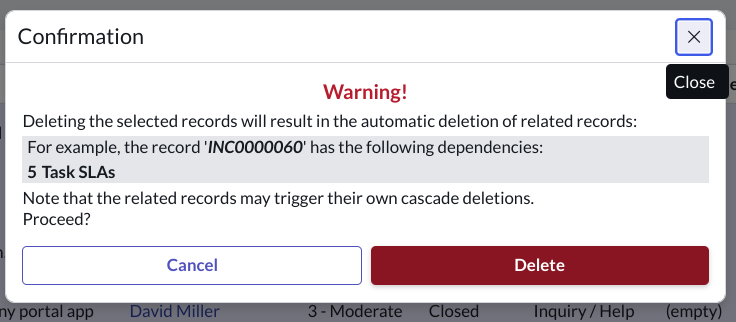 Confirmation
Close
Warning!
Deleting the selected records will result in the automatic deletion of related records:
For example, the record 'INC0000060' has the following dependencies:
5 Task SLAs
Note that the related records may trigger their own cascade deletions.
Proceed?
Cancel
Delete
ny portal app David Miller 3 - Moderate Closed Inquiry / Help (empty)